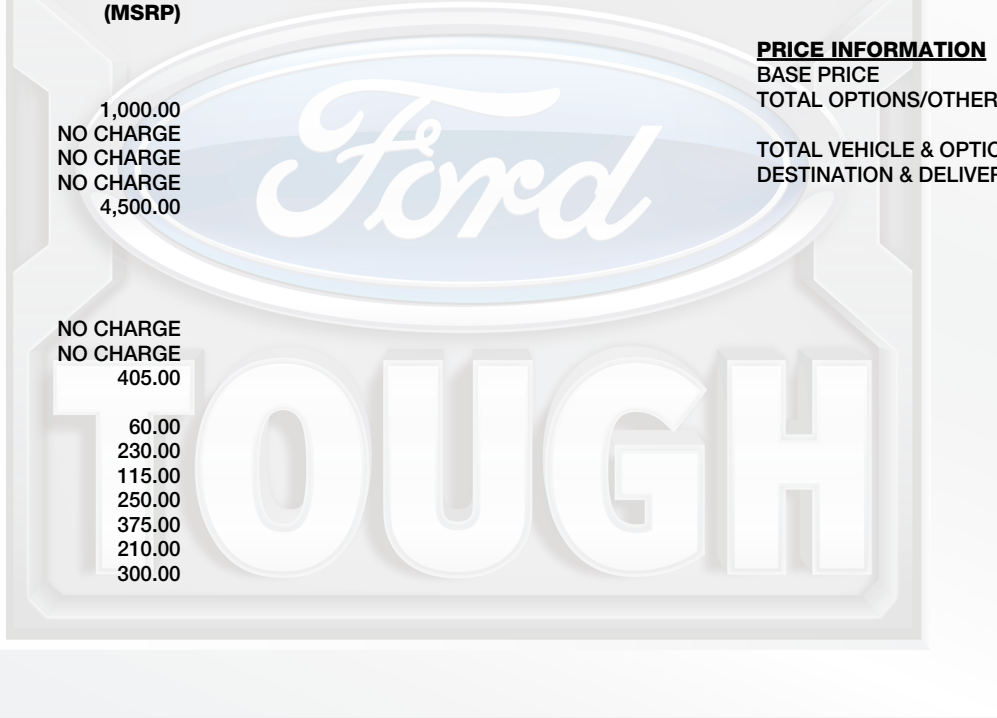 (MSRP)
1,000.00
NO CHARGE
NO CHARGE
NO CHARGE
4,500.00
NO CHARGE
NO CHARGE
405.00
60.00
230.00
115.00
250.00
375.00
210.00
300.00
PRICE INFORMATION
BASE PRICE
TOTAL OPTIONS/OTHER
TOTAL VEHICLE & OPTIO
DESTINATION & DELIVER
Ford
TOUGH